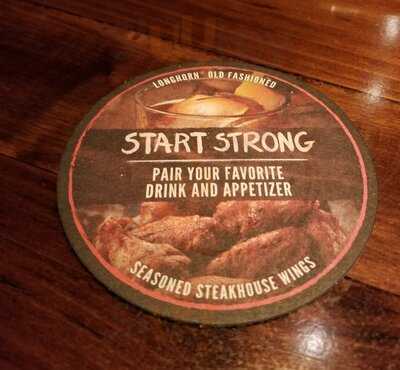 LONGHORN® OLD FASHIONED
START STRONG
PAIR YOUR FAVORITE
DRINK AND APPETIZER
SEASONED STEAKHOUSE WINGS